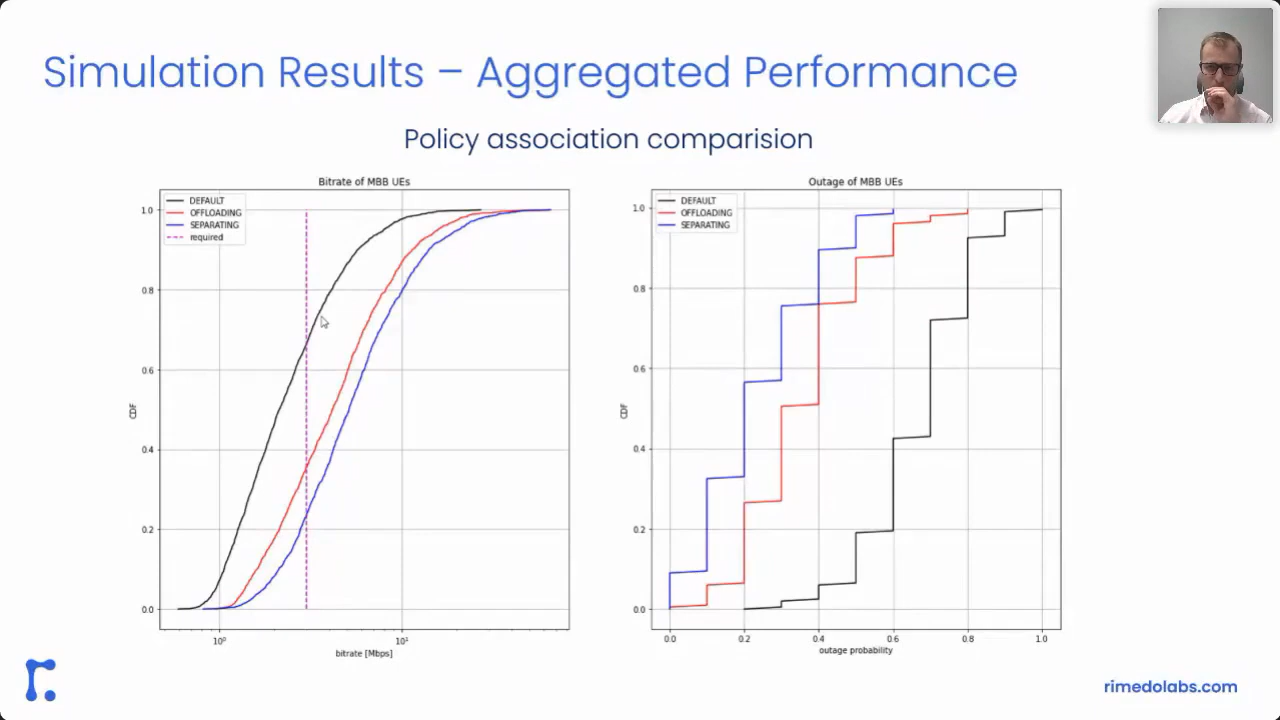 Simulation Results – Aggregated Performance
Policy association comparision
Bitrate of MBB UEs
DEFAULT
OFFLOADING
SEPARATING
required
1.0
0.8
0.6
0.4
0.2
0.0
CDF
10⁰
10¹
bitrate [Mbps]
Outage of MBB UEs
DEFAULT
OFFLOADING
SEPARATING
1.0
0.8
0.6
0.4
0.2
0.0
CDF
0.0
0.2
0.4
0.6
0.8
1.0
outage probability
rimedolabs.com